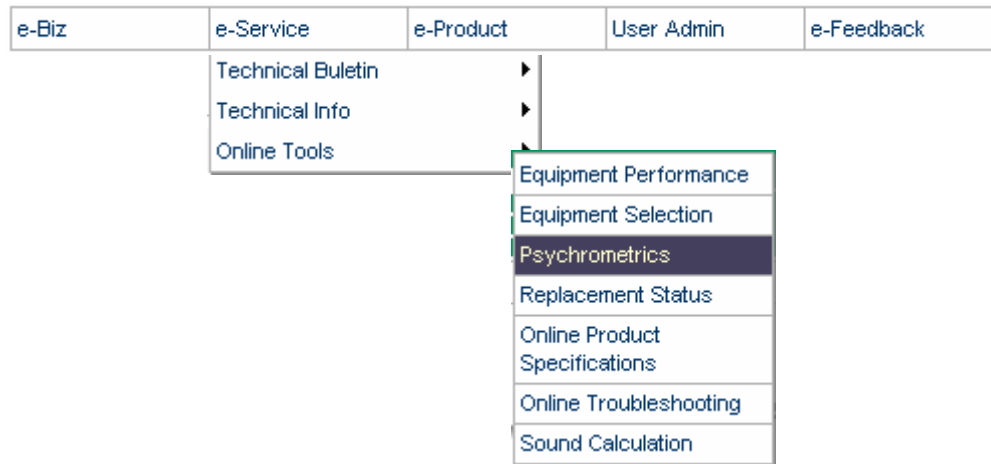 e-Biz e-Service e-Product User Admin e-Feedback
Technical Buletin
Technical Info
Online Tools
Equipment Performance
Equipment Selection
Psychrometrics
Replacement Status
Online Product
Specifications
Online Troubleshooting
Sound Calculation